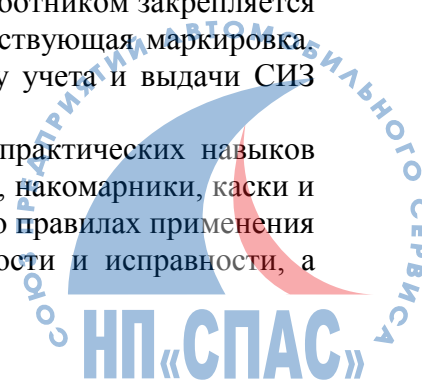 ботником закрепляется
ствующая маркировка.
у учета и выдачи СИЗ
практических навыков
, накомарники, каски и
о правилах применения
ости и исправности, а
СОЮЗ ПРЕДПРИЯТИЙ АВТОМОБИЛЬНОГО СЕРВИСА
НП«СПАС»